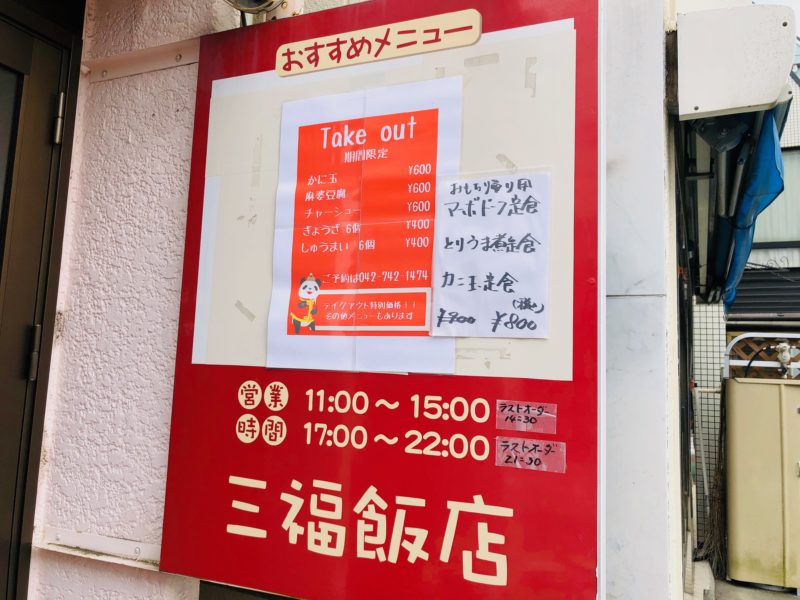 おすすめメニュー
Take out
期間限定
かに玉 ¥600
麻婆豆腐 ¥600
チャーシュー ¥600
ぎょうざ 6個 ¥400
しゅうまい 6個 ¥400
ご予約は042-742-1474
テイクアウト特別価格!!
その他メニューもあります
おもち帰り用
マーボドーフ定食
とりうま煮定食
カニ玉定食
(税込)
¥900 ¥800
営業時間
11:00～15:00
ラストオーダー
14:30
17:00～22:00
ラストオーダー
21:30
三福飯店